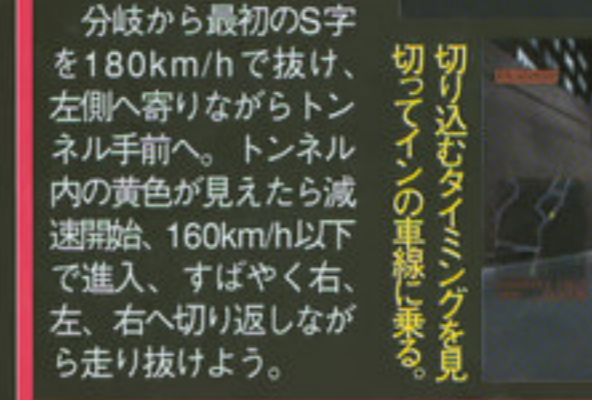 分岐から最初のS字
を180km/hで抜け、
左側へ寄りながらトン
ネル手前へ。トンネル
内の黄色が見えたら減
速開始、160km/h以下
で進入、すばやく右、
左、右へ切り返しなが
ら走り抜けよう。
切り込むタイミングを見
切ってインの車線に乗る。